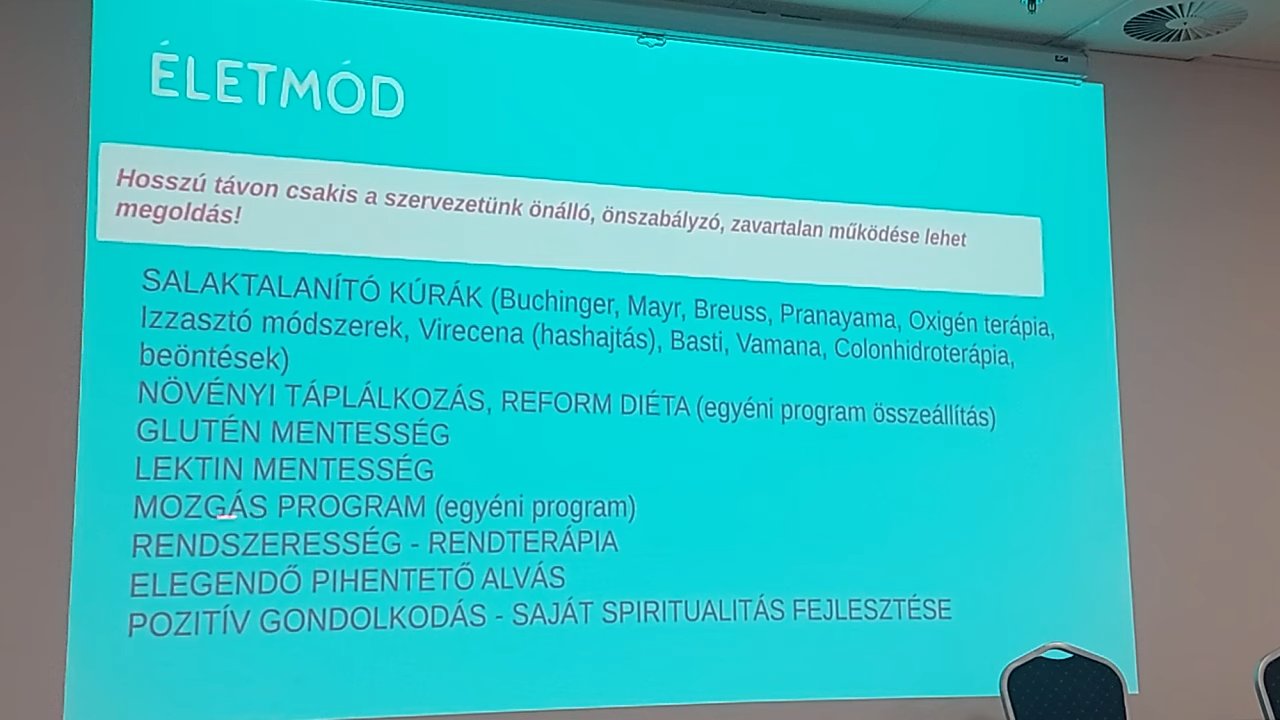 ÉLETMÓD
Hosszú távon csakis a szervezetünk önálló, önszabályzó, zavartalan működése lehet
megoldás!
SALAKTALANÍTÓ KÚRÁK (Buchinger, Mayr, Breuss, Pranayama, Oxigén terápia,
Izzasztó módszerek, Virecena (hashajtás), Basti, Vamana, Colonhidroterápia,
beöntések)
NÖVÉNYI TÁPLÁLKOZÁS, REFORM DIÉTA (egyéni program összeállítás)
GLUTÉN MENTESSÉG
LEKTIN MENTESSÉG
MOZGÁS PROGRAM (egyéni program)
RENDSZERESSÉG - RENDTERÁPIA
ELEGENDŐ PIHENTETŐ ALVÁS
POZITÍV GONDOLKODÁS - SAJÁT SPIRITUALITÁS FEJLESZTÉSE